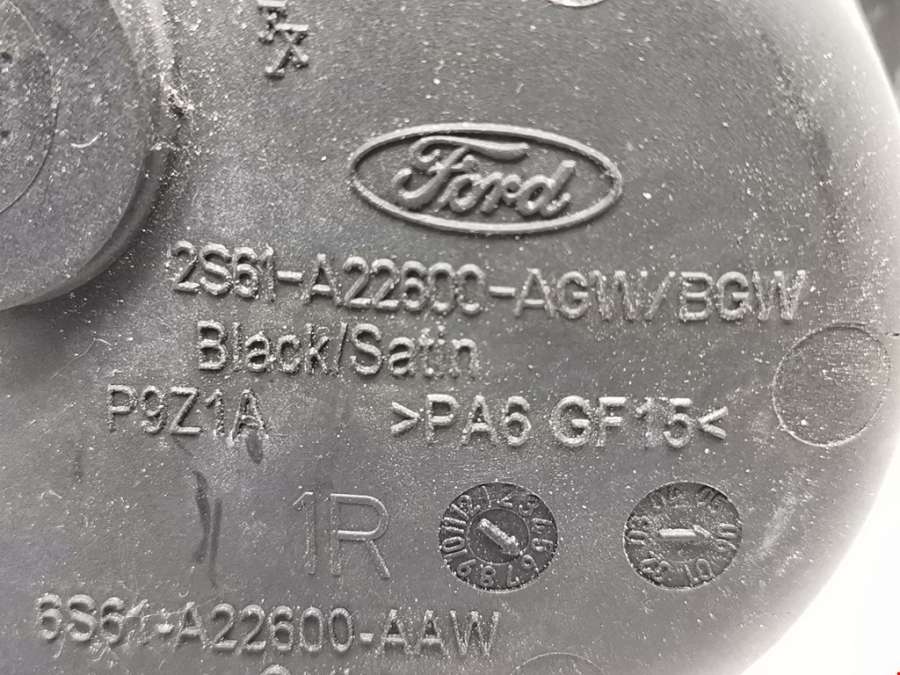 Ford
2S61-A22600-AGW/BGW
Black/Satin
P9Z1A >PA6 GF15<
1R
6S61-A22600-AAW